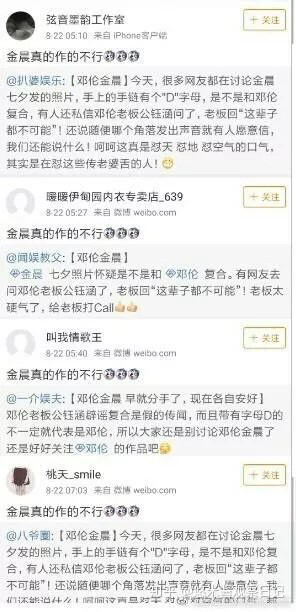 弦音墨韵工作室
+ 关注
8-22 05:10 来自 iPhone客户端
金晨真的作的不行
@扒婆娱乐:【邓伦金晨】今天，很多网友都在讨论金晨
七夕发的照片，手上的手链有个"D"字母，是不是和邓伦
复合，有人还私信邓伦老板公钰涵问了，老板回“这辈子
都不可能”！还说随便哪个角落发出声音就有人愿意信，
我们还能说什么！呵呵这真是怼天 怼地 怼空气的口气，
其实是在怼这些传老婆舌的人！
暖暖伊甸园内衣专卖店_639
+ 关注
8-22 05:27 来自 微博 weibo.com
金晨真的作的不行
@闻娱教父:【邓伦金晨】
金晨 七夕照片怀疑是不是和 邓伦 复合。有网友去
问邓伦老板公钰涵，老板回“这辈子都不可能”！老板太
硬气了，给老板打Call
叫我情歌王
+ 关注
8-22 05:40 来自 微博 weibo.com
金晨真的作的不行
@一介娱夫:【邓伦金晨 早就分手了，现在各自安好】
邓伦老板公钰涵辟谣复合是假的传闻，而且带有字母D的
不一定就代表是邓伦，所以大家还是别讨论邓伦金晨了
还是好好关注 邓伦 的作品吧
桃夭_smile
+ 关注
8-22 07:03 来自 微博 weibo.com
金晨真的作的不行
@八爷圈:【邓伦金晨】今天，很多网友都在讨论金晨七
夕发的照片，手上的手链有个"D"字母，是不是和邓伦复
合，有人还私信邓伦老板公钰涵问了，老板回“这辈子都
不可能”！还说随便哪个角落发出声音就有人愿意信，我
们还能说什么！呵呵这真是怼天